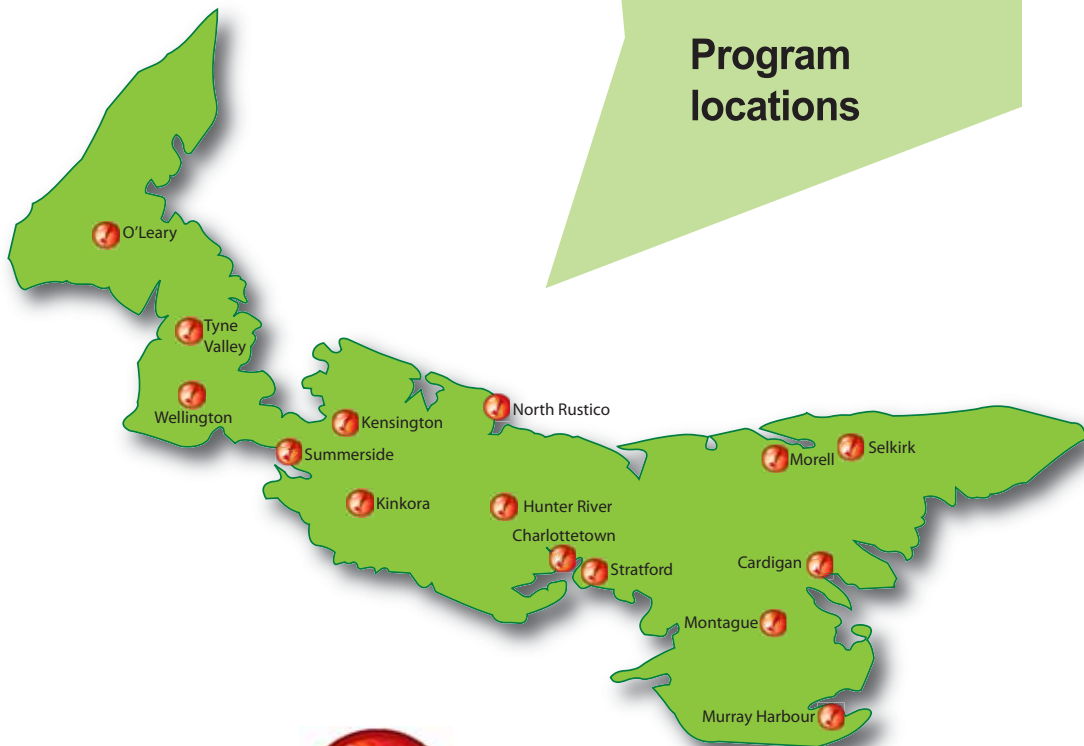 Program
locations
O'Leary
Tyne
Valley
Wellington
Kensington
North Rustico
Summerside
Morell
Selkirk
Kinkora
Hunter River
Charlottetown
Stratford
Cardigan
Montague
Murray Harbour